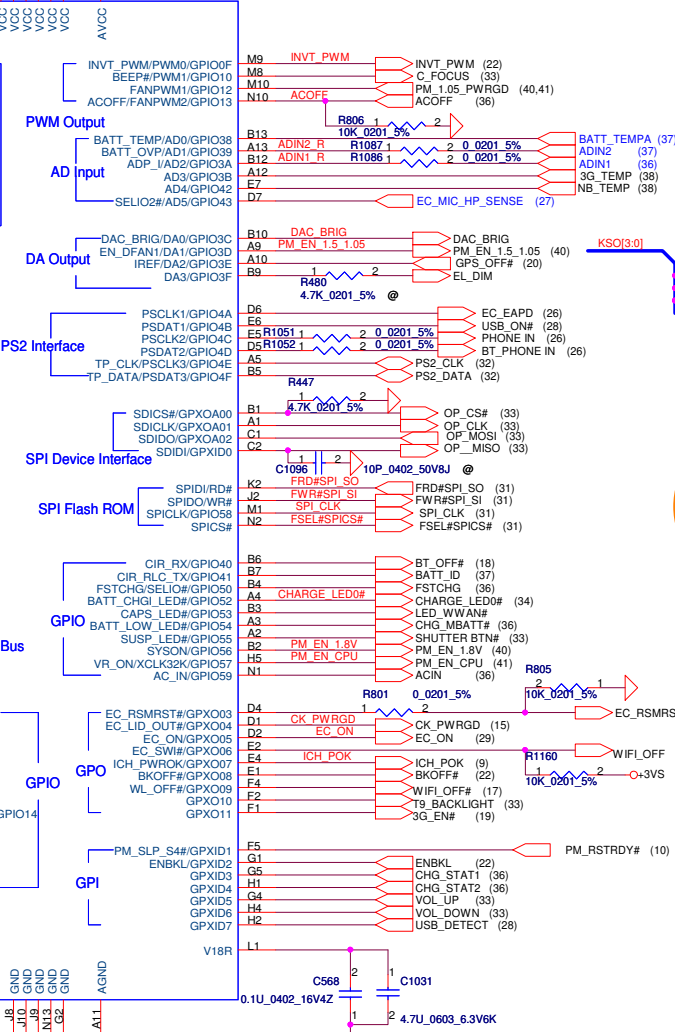 VCC
VCC
VCC
VCC
AVCC
INVT_PWM/PWM0/GPIO0F M9 INVT_PWM INVT_PWM (22)
BEEP#/PWM1/GPIO10 M8 C_FOCUS (33)
FANPWM1/GPIO12 M10 PM_1.05_PWRGD (40,41)
ACOFF/FANPWM2/GPIO13 N10 ACOFF ACOFF (36)
PWM Output
R806 1 2
10K_0201_5%
BATT_TEMP/AD0/GPIO38 B13 BATT_TEMPA (37)
BATT_OVP/AD1/GPIO39 A13 ADIN2_R R1087 1 2 0_0201_5% ADIN2 (37)
ADP_I/AD2/GPIO3A B12 ADIN1_R R1086 1 2 0_0201_5% ADIN1 (36)
AD Input
AD3/GPIO3B A12 3G_TEMP (38)
AD4/GPIO42 E7 NB_TEMP (38)
SELIO2#/AD5/GPIO43 D7 EC_MIC_HP_SENSE (27)
DAC_BRIG/DA0/GPIO3C B10 DAC_BRIG DAC_BRIG
KSO[3:0]
EN_DFAN1/DA1/GPIO3D A9 PM_EN_1.5_1.05 PM_EN_1.5_1.05 (40)
DA Output
IREF/DA2/GPIO3E A10 GPS_OFF# (20)
DA3/GPIO3F B9 1 2 EL_DIM
R480
4.7K_0201_5% @
PSCLK1/GPIO4A D6 EC_EAPD (26)
PSDAT1/GPIO4B E6 USB_ON# (28)
PSCLK2/GPIO4C E5 R1051 1 2 0_0201_5% PHONE IN (26)
PS2 Interface
PSDAT2/GPIO4D D5 R1052 1 2 0_0201_5% BT_PHONE IN (26)
TP_CLK/PSCLK3/GPIO4E A5 PS2_CLK (32)
TP_DATA/PSDAT3/GPIO4F B5 PS2_DATA (32)
R447
1 2
4.7K_0201_5%
SDICS#/GPXOA00 B1 OP_CS# (33)
SDICLK/GPXOA01 A1 OP_CLK (33)
SDIDO/GPXOA02 C1 OP_MOSI (33)
SDIDI/GPXID0 C2 OP__MISO (33)
SPI Device Interface
1 2
C1096 10P_0402_50V8J @
SPIDI/RD# K2 FRD#SPI_SO FRD#SPI_SO (31)
SPIDO/WR# J2 FWR#SPI_SI FWR#SPI_SI (31)
SPI Flash ROM
SPICLK/GPIO58 M1 SPI_CLK SPI_CLK (31)
SPICS# N2 FSEL#SPICS# FSEL#SPICS# (31)
CIR_RX/GPIO40 B6 BT_OFF# (18)
CIR_RLC_TX/GPIO41 B7 BATT_ID (37)
FSTCHG/SELIO#/GPIO50 B4 FSTCHG (36)
BATT_CHGI_LED#/GPIO52 A4 CHARGE_LED0# CHARGE_LED0# (34)
CAPS_LED#/GPIO53 B3 LED_WWAN#
GPIO
BATT_LOW_LED#/GPIO54 A3 CHG_MBATT# (36)
SUSP_LED#/GPIO55 A2 SHUTTER BTN# (33)
Bus
SYSON/GPIO56 B2 PM_EN_1.8V PM_EN_1.8V (40)
VR_ON/XCLK32K/GPIO57 H5 PM_EN_CPU PM_EN_CPU (41)
AC_IN/GPIO59 N1 ACIN (36)
R805
2 1
10K_0201_5%
R801 0_0201_5%
EC_RSMRST#/GPXO03 D4 1 2 EC_RSMRS
EC_LID_OUT#/GPXO04 D1 CK_PWRGD CK_PWRGD (15)
EC_ON/GPXO05 D2 EC_ON EC_ON (29)
EC_SWI#/GPXO06 E2 WIFI_OFF
ICH_PWROK/GPXO07 E4 ICH_POK ICH_POK (9)
R1160
1 2 +3VS
10K_0201_5%
GPIO
GPO
BKOFF#/GPXO08 E1 BKOFF# (22)
WL_OFF#/GPXO09 F4 WIFI_OFF# (17)
GPXO10 F2 T9_BACKLIGHT (33)
GPXO11 F1 3G_EN# (19)
GPIO14
PM_SLP_S4#/GPXID1 F5 PM_RSTRDY# (10)
ENBKL/GPXID2 G1 ENBKL (22)
GPXID3 G5 CHG_STAT1 (36)
GPI
GPXID4 H1 CHG_STAT2 (36)
GPXID5 G4 VOL_UP (33)
GPXID6 H4 VOL_DOWN (33)
GPXID7 H2 USB_DETECT (28)
V18R L1
2 1
C568 C1031
0.1U_0402_16V4Z
1 2
4.7U_0603_6.3V6K
GND
GND
GND
GND
GND
AGND
J8
J10
J9
N13
G2
A11